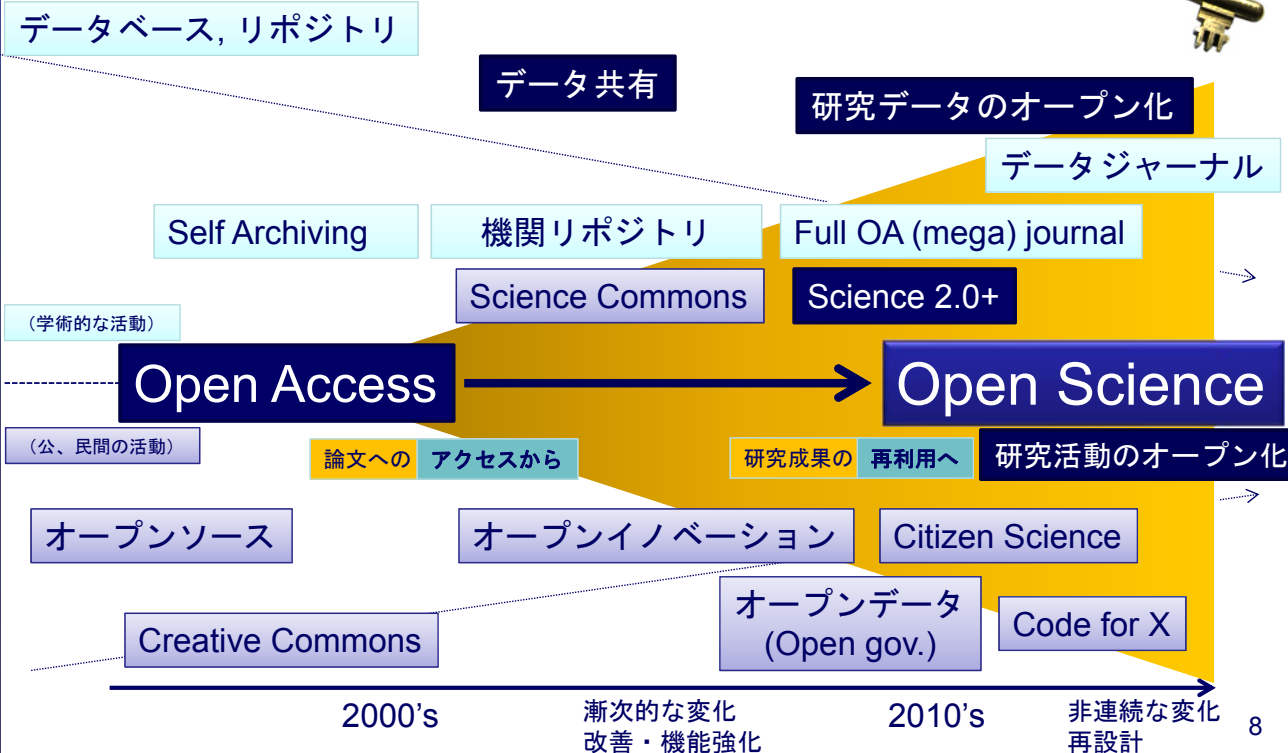 データベース, リポジトリ
データ共有
研究データのオープン化
データジャーナル
Self Archiving
機関リポジトリ
Full OA (mega) journal
Science Commons
Science 2.0+
（学術的な活動）
Open Access
Open Science
（公、民間の活動）
論文への アクセスから
研究成果の 再利用へ
研究活動のオープン化
オープンソース
オープンイノベーション
Citizen Science
Creative Commons
オープンデータ
(Open gov.)
Code for X
2000's
漸次的な変化
改善・機能強化
2010's
非連続な変化
再設計
8